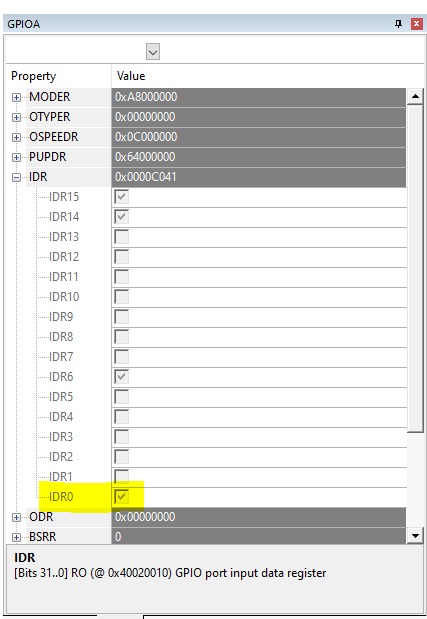 GPIOA
Property Value
MODER 0xA8000000
OTYPER 0x00000000
OSPEEDR 0x0C000000
PUPDR 0x64000000
IDR 0x0000C041
IDR15
IDR14
IDR13
IDR12
IDR11
IDR10
IDR9
IDR8
IDR7
IDR6
IDR5
IDR4
IDR3
IDR2
IDR1
IDR0
ODR 0x00000000
BSRR 0
IDR
[Bits 31..0] RO (@ 0x40020010) GPIO port input data register